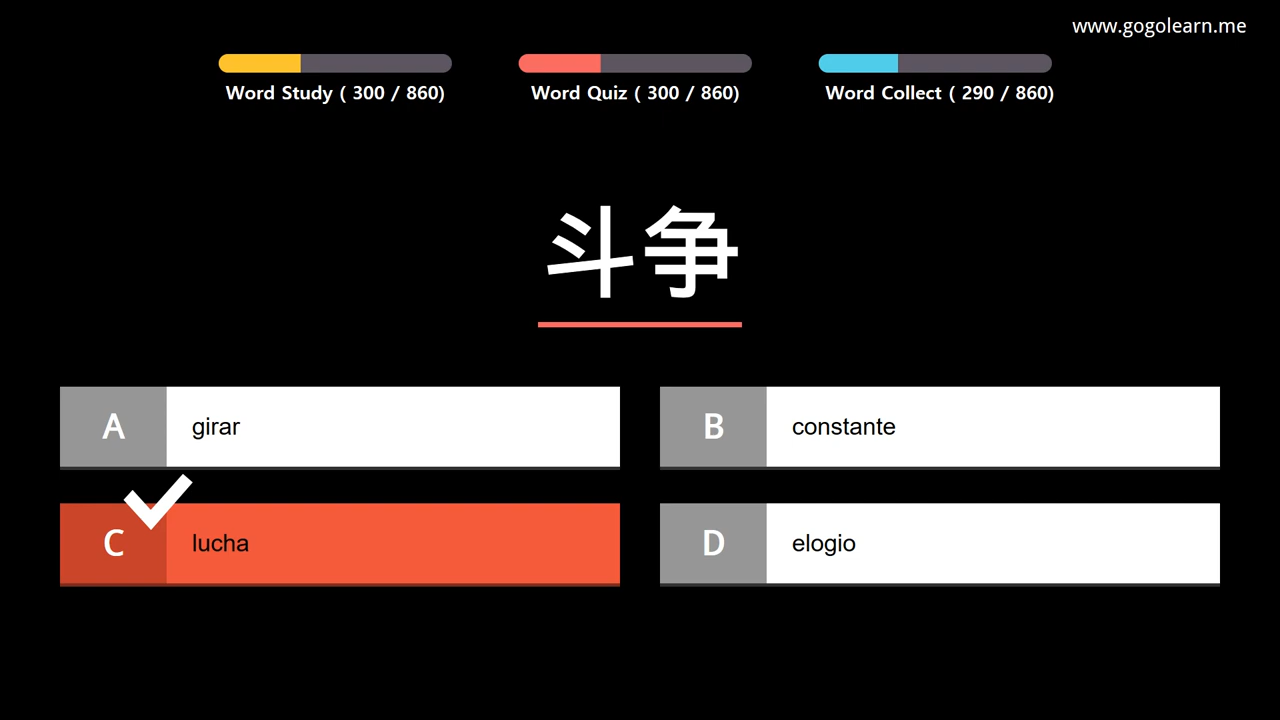 www.gogolearn.me
Word Study ( 300 / 860)
Word Quiz ( 300 / 860)
Word Collect ( 290 / 860)
斗争
A girar
B constante
C lucha
D elogio